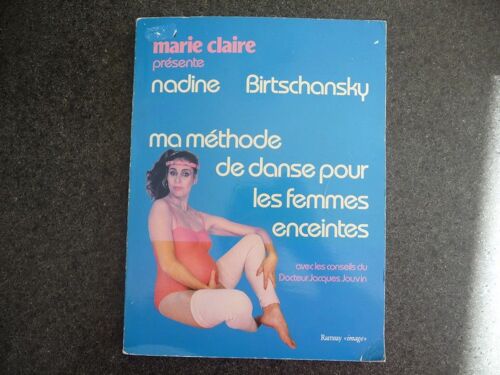 marie claire
présente
nadine Birtschansky
ma méthode
de danse pour
les femmes
enceintes
avec les conseils du
Docteur Jacques Jouvin
Ramsay «image»